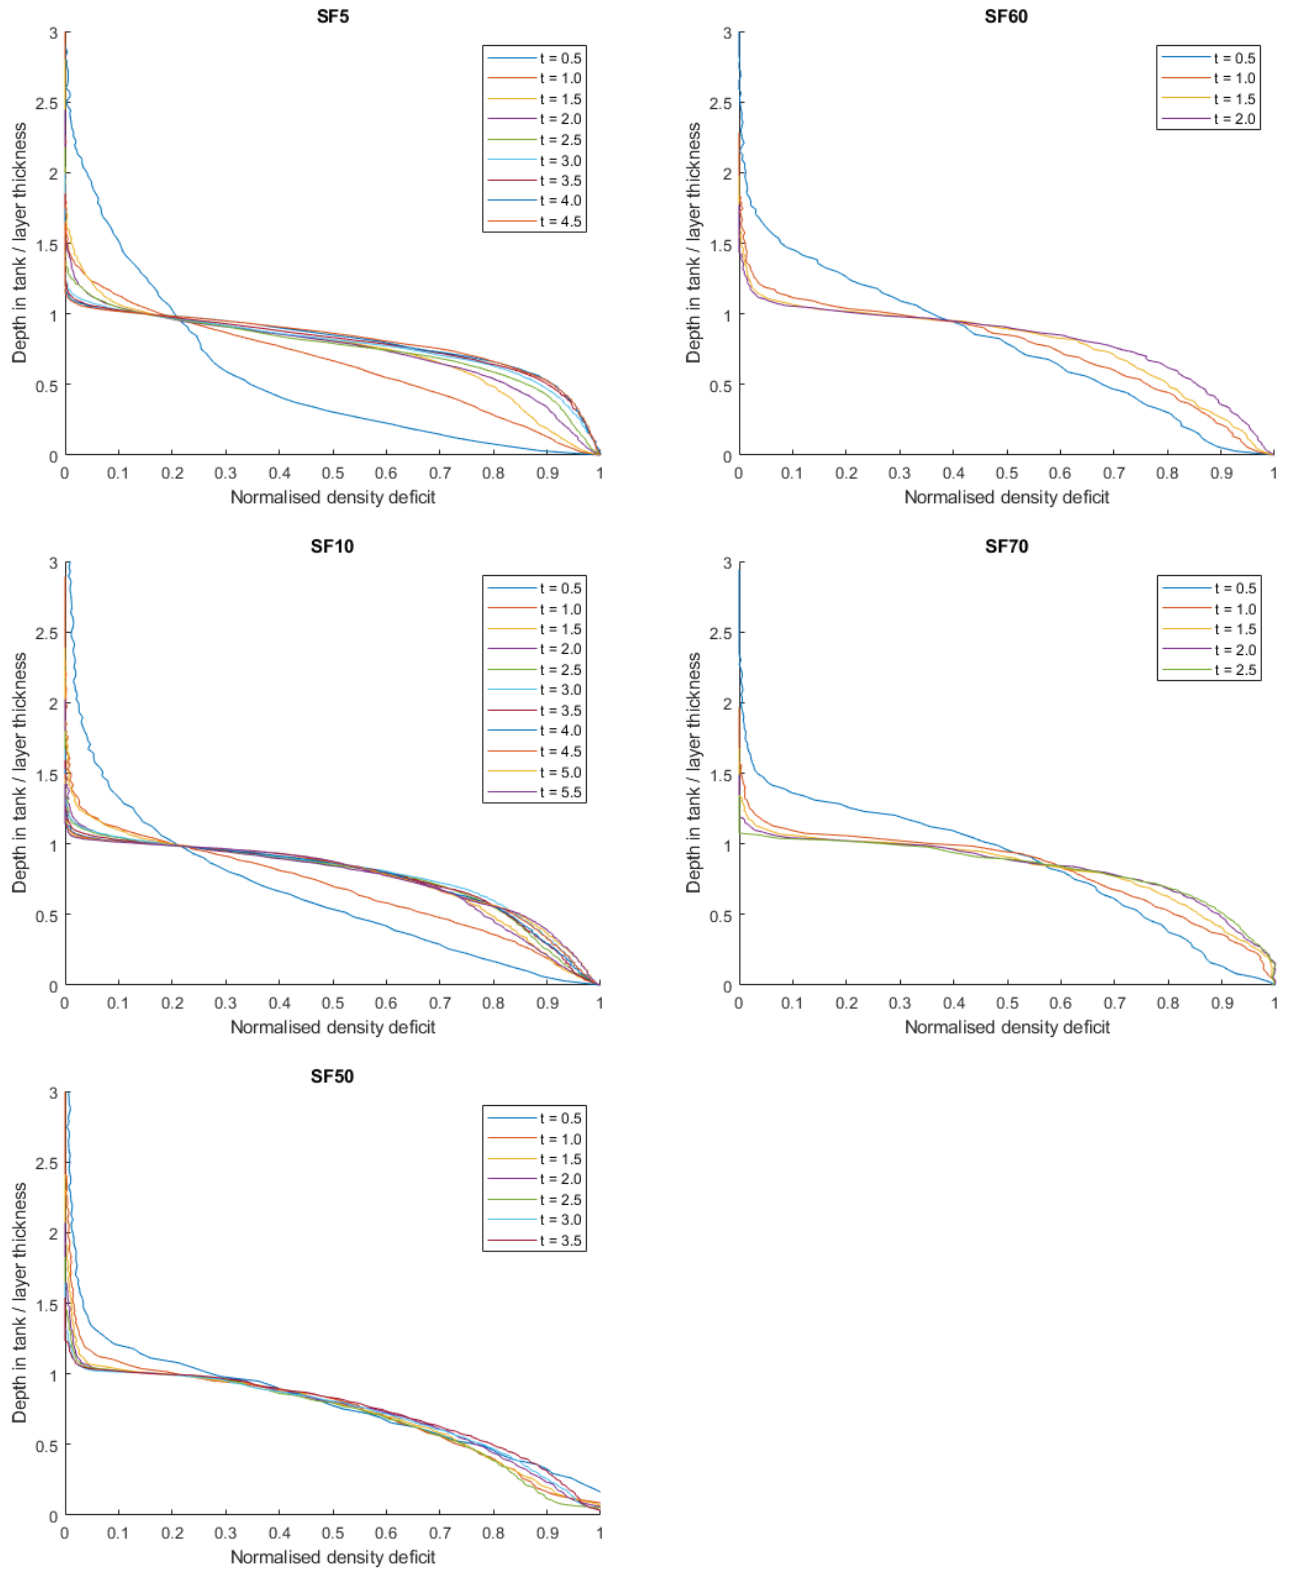 SF5
3
2.5
2
1.5
1
0.5
0
Depth in tank / layer thickness
t = 0.5
t = 1.0
t = 1.5
t = 2.0
t = 2.5
t = 3.0
t = 3.5
t = 4.0
t = 4.5
0 0.1 0.2 0.3 0.4 0.5 0.6 0.7 0.8 0.9 1
Normalised density deficit
SF60
3
2.5
2
1.5
1
0.5
0
Depth in tank / layer thickness
t = 0.5
t = 1.0
t = 1.5
t = 2.0
0 0.1 0.2 0.3 0.4 0.5 0.6 0.7 0.8 0.9 1
Normalised density deficit
SF10
3
2.5
2
1.5
1
0.5
0
Depth in tank / layer thickness
t = 0.5
t = 1.0
t = 1.5
t = 2.0
t = 2.5
t = 3.0
t = 3.5
t = 4.0
t = 4.5
t = 5.0
t = 5.5
0 0.1 0.2 0.3 0.4 0.5 0.6 0.7 0.8 0.9 1
Normalised density deficit
SF70
3
2.5
2
1.5
1
0.5
0
Depth in tank / layer thickness
t = 0.5
t = 1.0
t = 1.5
t = 2.0
t = 2.5
0 0.1 0.2 0.3 0.4 0.5 0.6 0.7 0.8 0.9 1
Normalised density deficit
SF50
3
2.5
2
1.5
1
0.5
0
Depth in tank / layer thickness
t = 0.5
t = 1.0
t = 1.5
t = 2.0
t = 2.5
t = 3.0
t = 3.5
0 0.1 0.2 0.3 0.4 0.5 0.6 0.7 0.8 0.9 1
Normalised density deficit